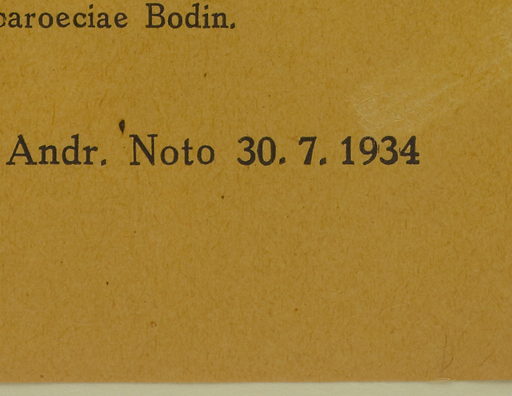 paroeciae Bodin.
Andr. Noto 30. 7. 1934